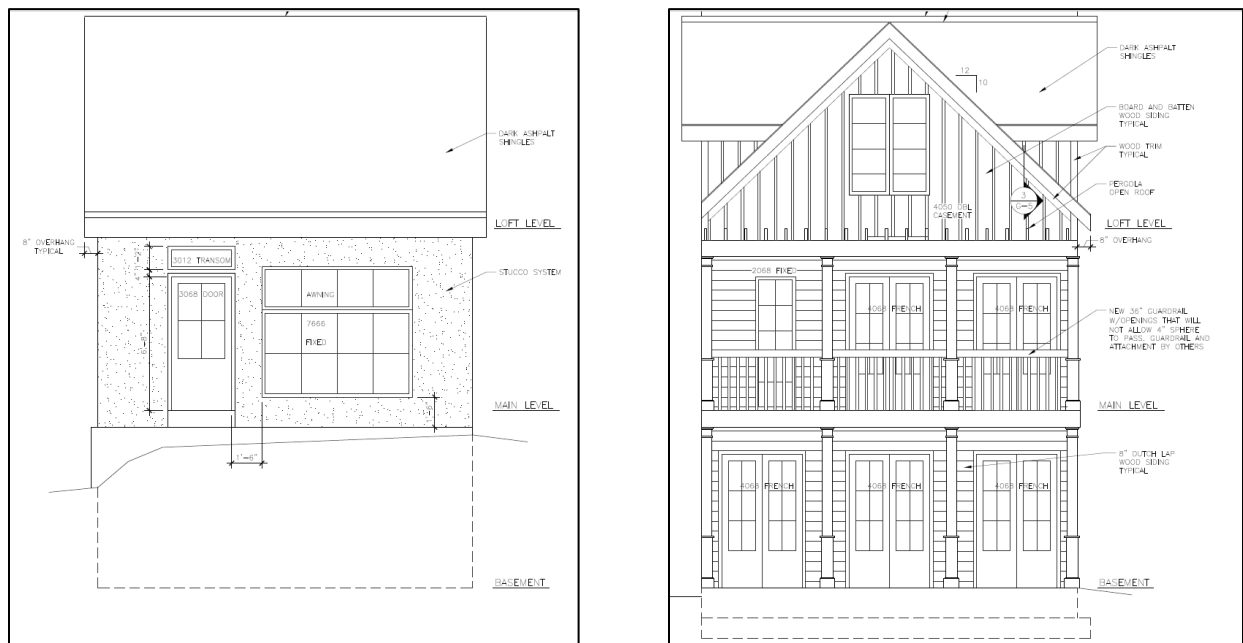 DARK ASHPALT
SHINGLES
LOFT LEVEL
8" OVERHANG
TYPICAL
3012 TRANSOM
STUCCO SYSTEM
3068 DOOR
AWNING
7666
FIXED
6'-8"
MAIN LEVEL
1'-6"
BASEMENT
DARK ASHPALT
SHINGLES
12
10
BOARD AND BATTEN
WOOD SIDING
TYPICAL
WOOD TRIM
TYPICAL
PERGOLA
OPEN ROOF
3
G-5
4050 DBL
CASEMENT
LOFT LEVEL
8" OVERHANG
2068 FIXED
4068 FRENCH
4068 FRENCH
NEW 36" GUARDRAIL
W/OPENINGS THAT WILL
NOT ALLOW 4" SPHERE
TO PASS. GUARDRAIL AND
ATTACHMENT BY OTHERS
MAIN LEVEL
8" DUTCH LAP
WOOD SIDING
TYPICAL
4068 FRENCH
4068 FRENCH
4068 FRENCH
BASEMENT